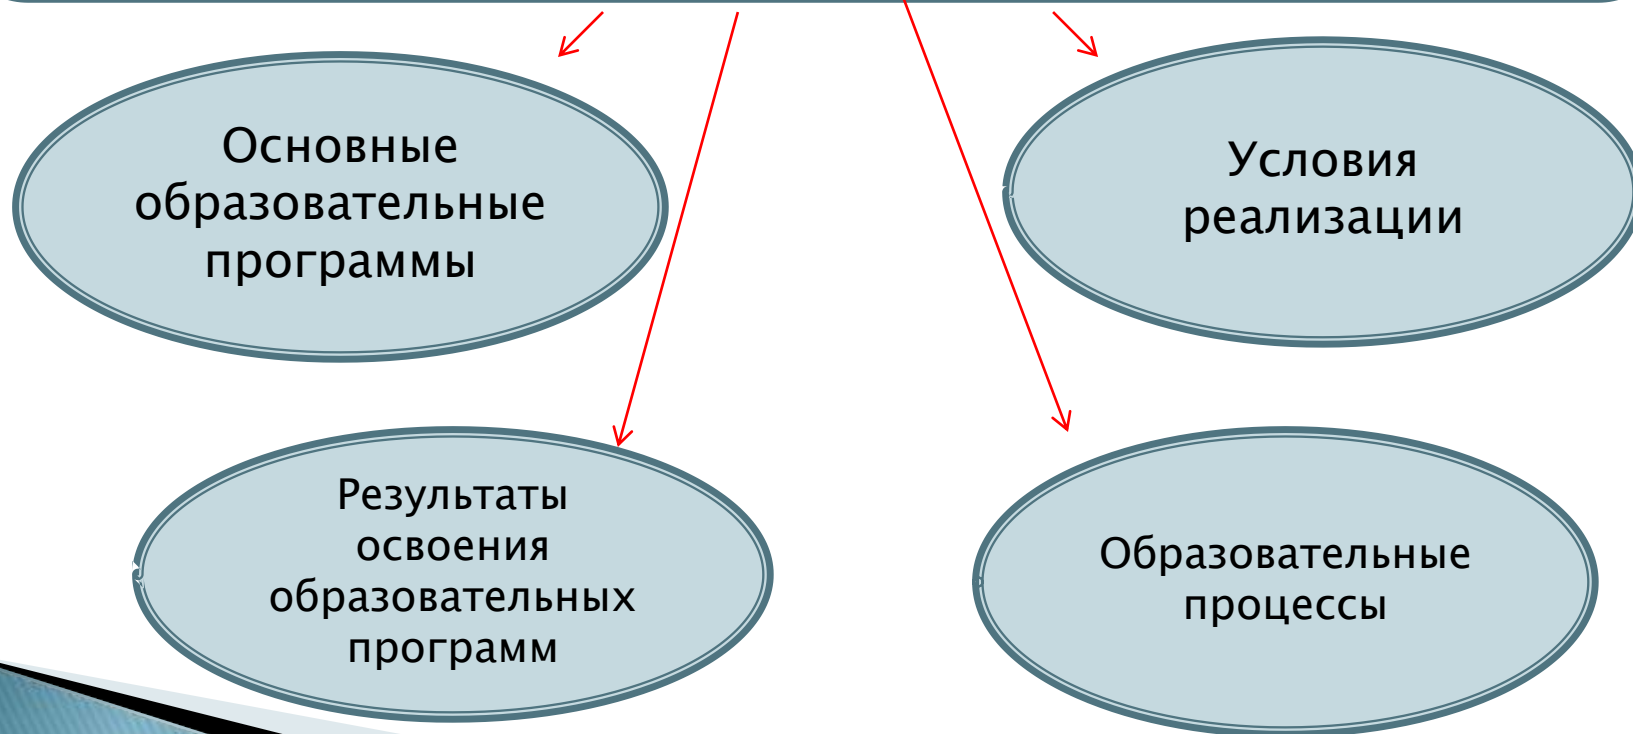 Основные
образовательные
программы
Условия
реализации
Результаты
освоения
образовательных
программ
Образовательные
процессы